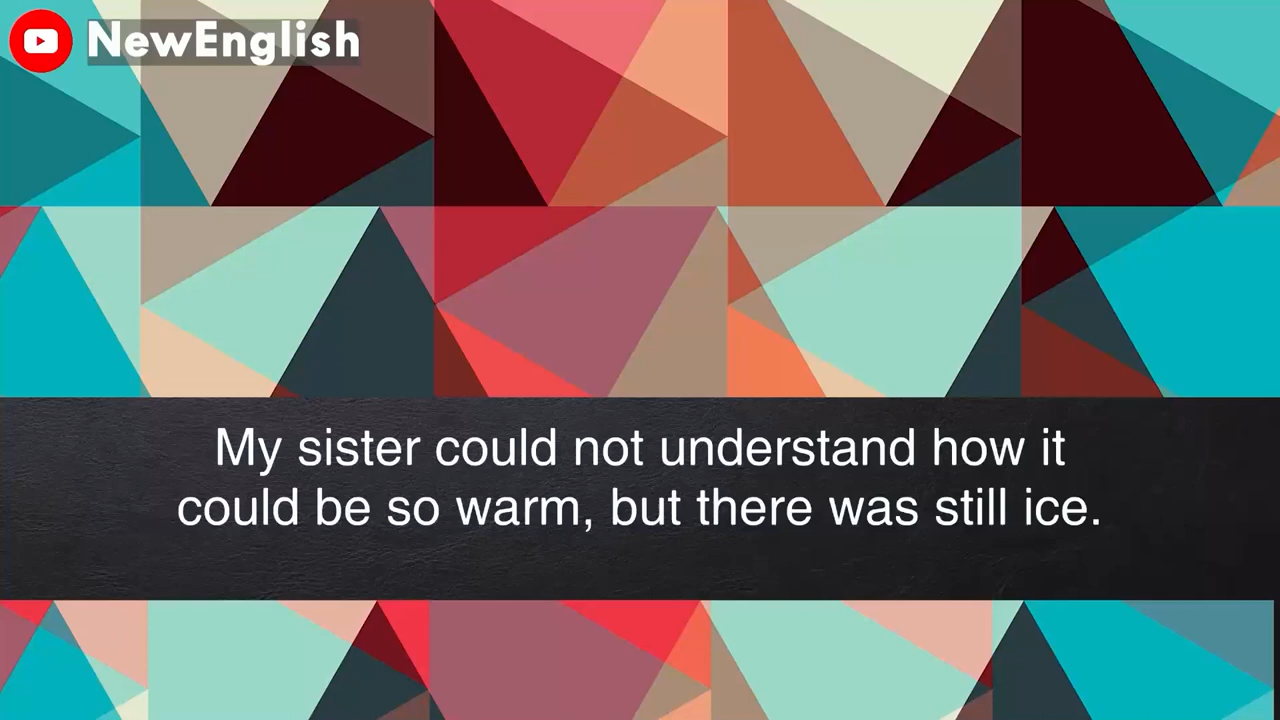 NewEnglish
My sister could not understand how it
could be so warm, but there was still ice.